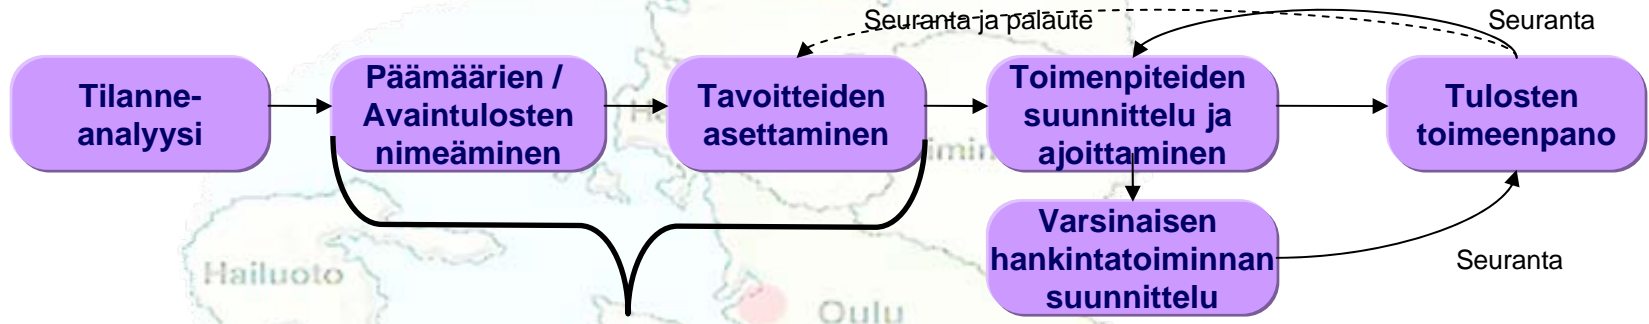 Seuranta ja palaute
Seuranta
Tilanne-
analyysi
Päämäärien /
Avaintulosten
nimeäminen
Tavoitteiden
asettaminen
Toimenpiteiden
suunnittelu ja
ajoittaminen
Tulosten
toimeenpano
Varsinaisen
hankintatoiminnan
suunnittelu
Seuranta
Hailuoto
Oulu